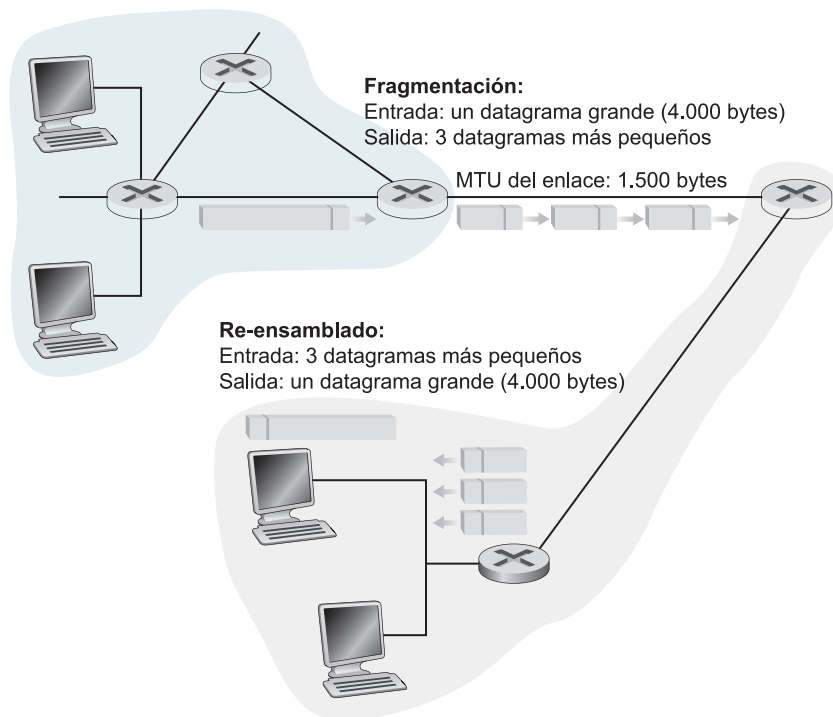 Fragmentación:
Entrada: un datagrama grande (4.000 bytes)
Salida: 3 datagramas más pequeños
MTU del enlace: 1.500 bytes
Re-ensamblado:
Entrada: 3 datagramas más pequeños
Salida: un datagrama grande (4.000 bytes)